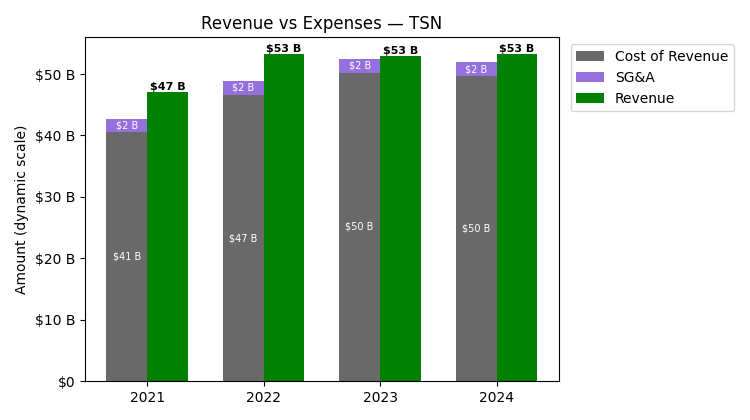 Revenue vs Expenses — TSN
Amount (dynamic scale)
$50 B
$40 B
$30 B
$20 B
$10 B
$0
$47 B
$53 B
$53 B
$53 B
$2 B
$2 B
$2 B
$2 B
$41 B
$47 B
$50 B
$50 B
2021
2022
2023
2024
Cost of Revenue
SG&A
Revenue